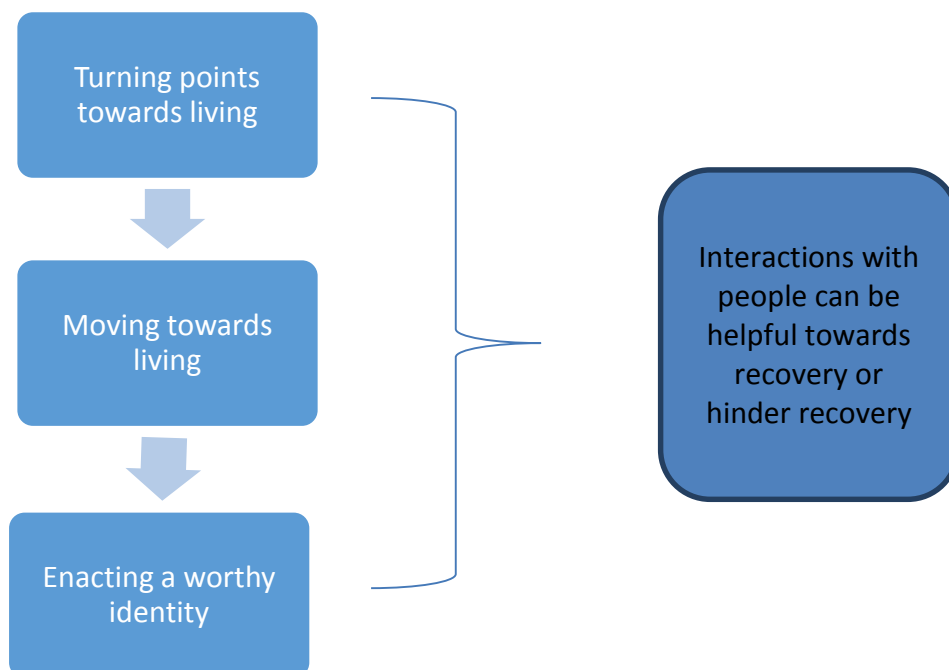 Turning points
towards living
Moving towards
living
Enacting a worthy
identity
Interactions with
people can be
helpful towards
recovery or
hinder recovery